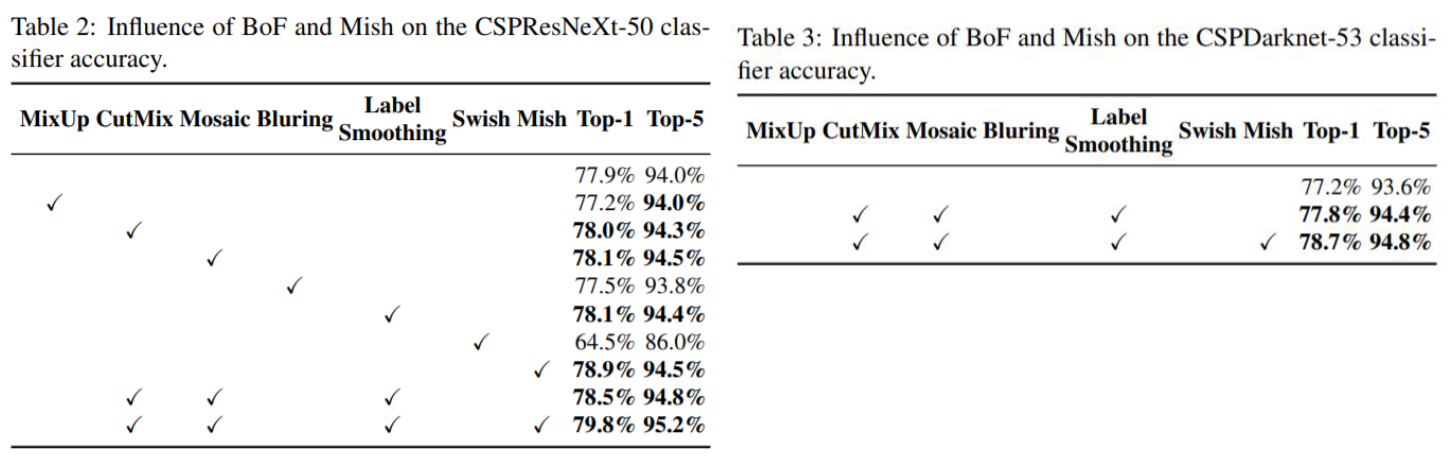 Table 2: Influence of BoF and Mish on the CSPResNeXt-50 clas-
sifier accuracy.
MixUp CutMix Mosaic Bluring Label Smoothing Swish Mish Top-1 Top-5
77.9% 94.0%
✓ 77.2% 94.0%
✓ 78.0% 94.3%
✓ 78.1% 94.5%
✓ 77.5% 93.8%
✓ 78.1% 94.4%
✓ 64.5% 86.0%
✓ 78.9% 94.5%
✓ ✓ ✓ 78.5% 94.8%
✓ ✓ ✓ ✓ 79.8% 95.2%
Table 3: Influence of BoF and Mish on the CSPDarknet-53 classi-
fier accuracy.
MixUp CutMix Mosaic Bluring Label Smoothing Swish Mish Top-1 Top-5
77.2% 93.6%
✓ ✓ ✓ 77.8% 94.4%
✓ ✓ ✓ ✓ 78.7% 94.8%